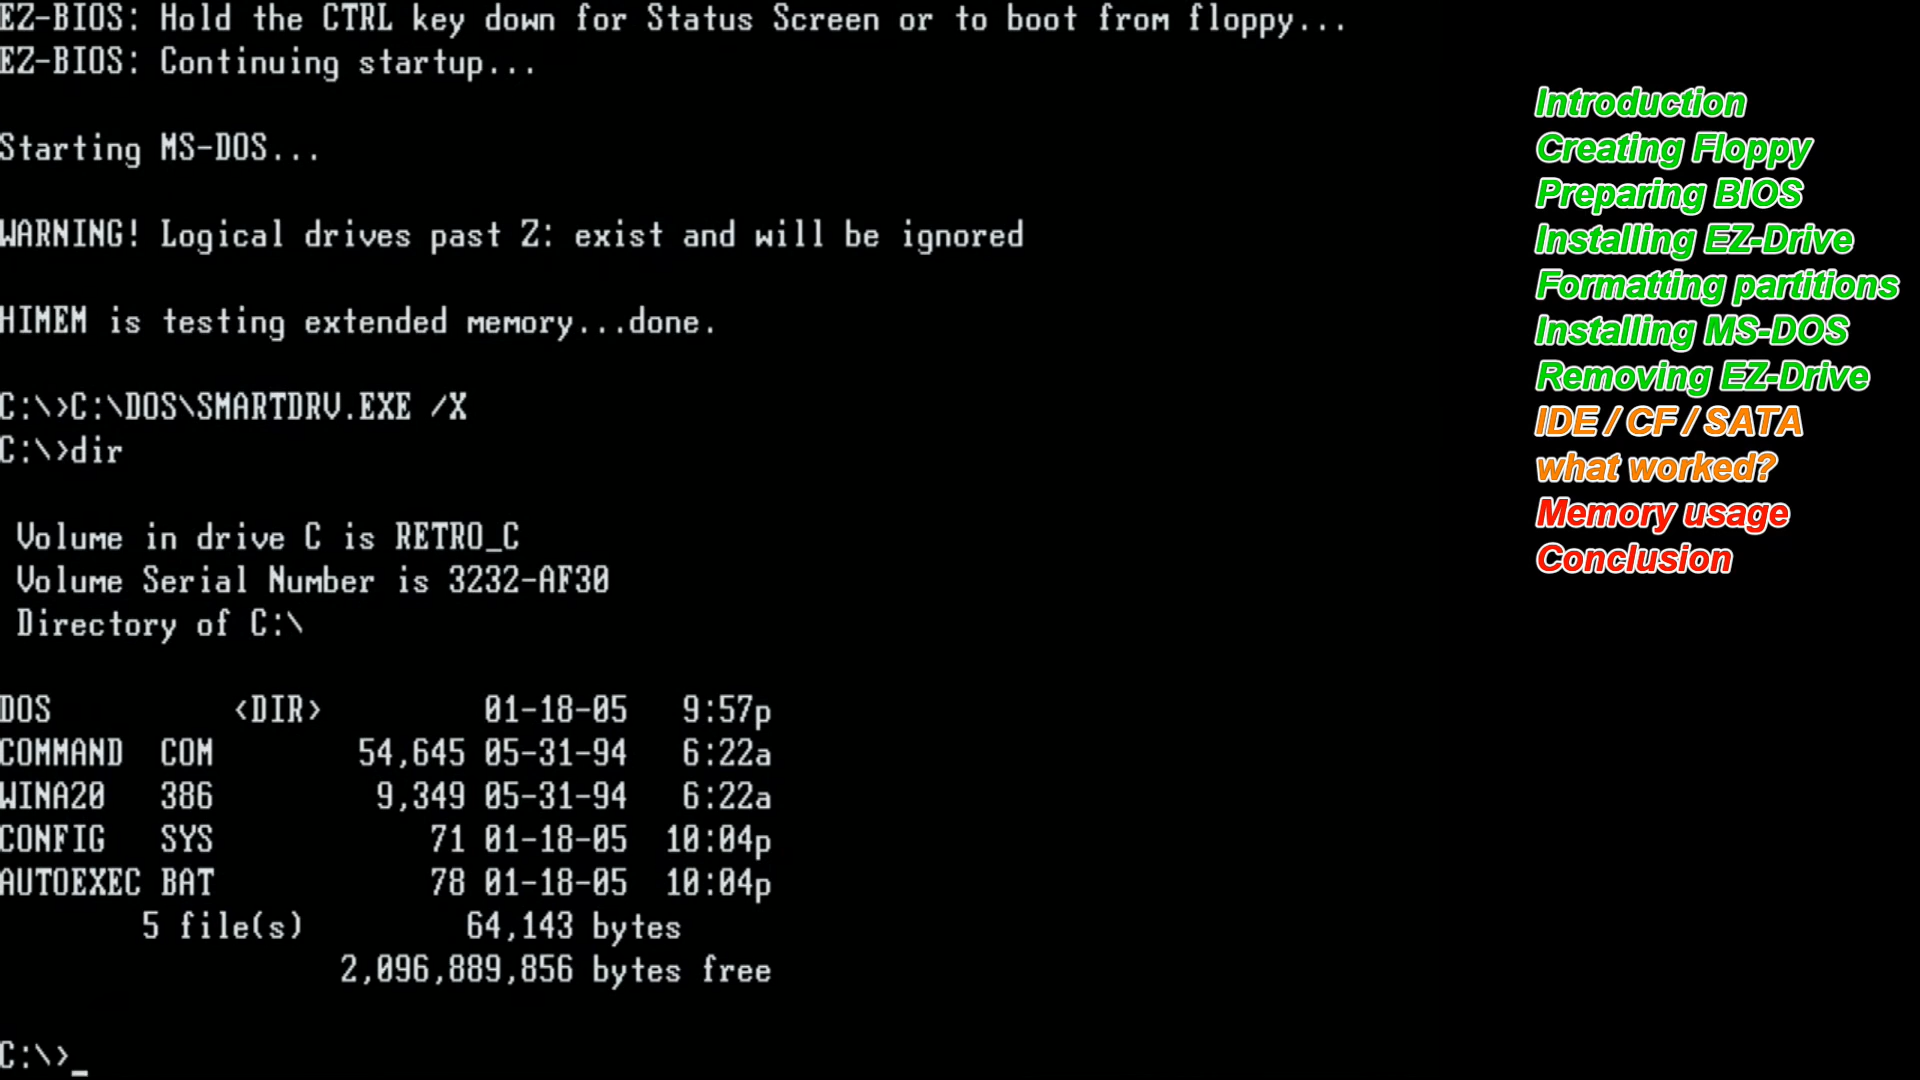 EZ-BIOS: Hold the CTRL key down for Status Screen or to boot from floppy...
EZ-BIOS: Continuing startup...
Starting MS-DOS...
WARNING! Logical drives past Z: exist and will be ignored
HIMEM is testing extended memory...done.
C:\>C:\DOS\SMARTDRV.EXE /X
C:\>dir
Volume in drive C is RETRO_C
Volume Serial Number is 3232-AF30
Directory of C:\
DOS <DIR> 01-18-05 9:57p
COMMAND COM 54,645 05-31-94 6:22a
WINA20 386 9,349 05-31-94 6:22a
CONFIG SYS 71 01-18-05 10:04p
AUTOEXEC BAT 78 01-18-05 10:04p
5 file(s) 64,143 bytes
2,096,889,856 bytes free
C:\>_
Introduction
Creating Floppy
Preparing BIOS
Installing EZ-Drive
Formatting partitions
Installing MS-DOS
Removing EZ-Drive
IDE / CF / SATA
what worked?
Memory usage
Conclusion